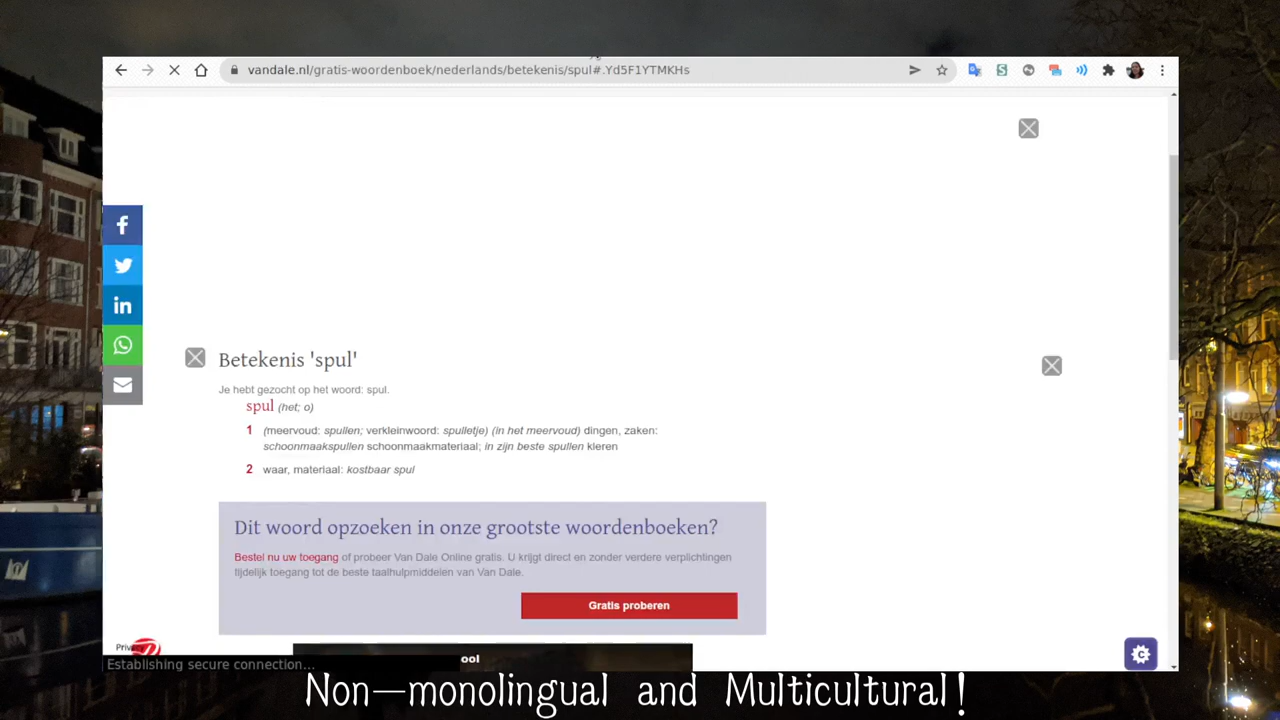 vandale.nl/gratis-woordenboek/nederlands/betekenis/spul#.Yd5F1YTMKHs
Betekenis 'spul'
Je hebt gezocht op het woord: spul.
spul (het; o)
1 (meervoud: spullen; verkleinwoord: spulletje) (in het meervoud) dingen, zaken:
schoonmaakspullen schoonmaakmateriaal; in zijn beste spullen kleren
2 waar, materiaal: kostbaar spul
Dit woord opzoeken in onze grootste woordenboeken?
Bestel nu uw toegang of probeer Van Dale Online gratis. U krijgt direct en zonder verdere verplichtingen
tijdelijk toegang tot de beste taalhulpmiddelen van Van Dale.
Gratis proberen
Establishing secure connection...
Non-monolingual and Multicultural!